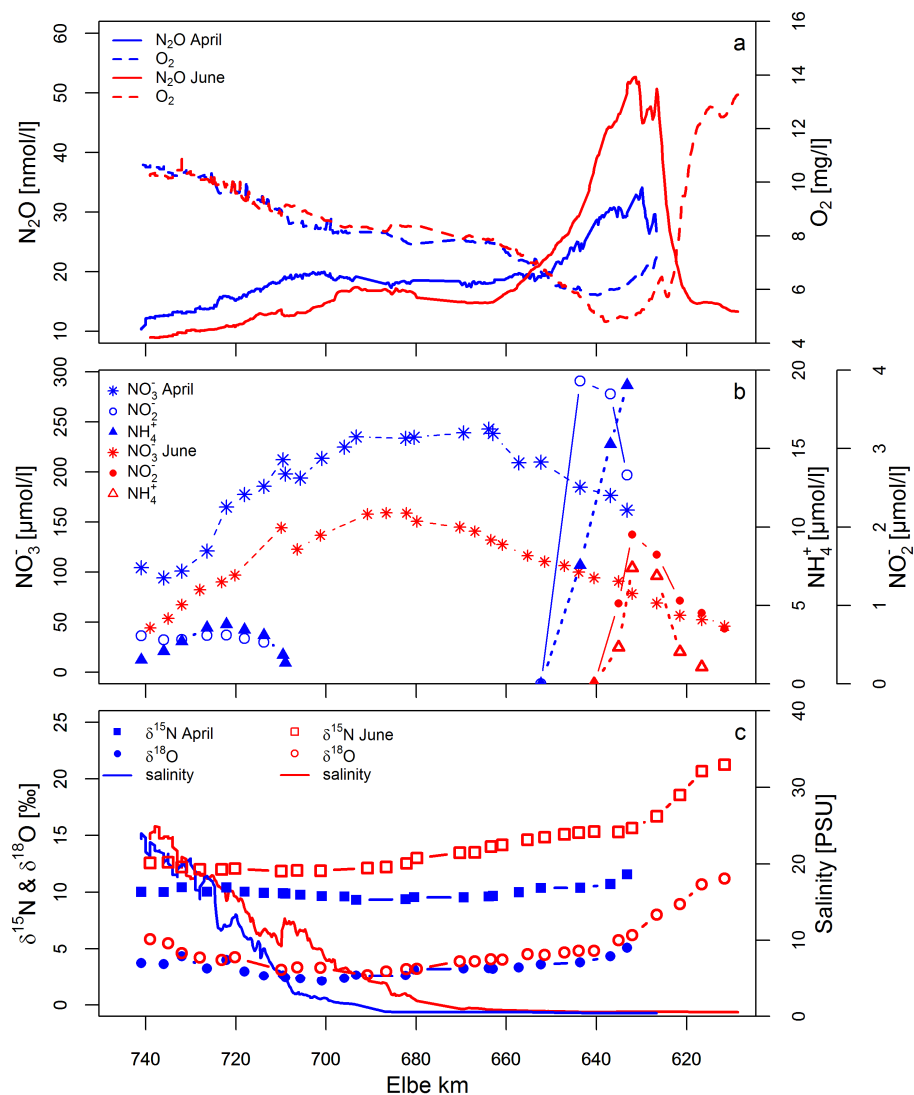 a
N₂O April
O₂
N₂O June
O₂
N₂O [nmol/l]
60
50
40
30
20
10
O₂ [mg/l]
16
14
12
10
8
6
4
b
NO₃⁻ April
NO₂⁻
NH₄⁺
NO₃⁻ June
NO₂⁻
NH₄⁺
NO₃⁻ [µmol/l]
300
250
200
150
100
50
0
NH₄⁺ [µmol/l]
20
15
10
5
0
NO₂⁻ [µmol/l]
4
3
2
1
0
c
δ¹⁵N April
δ¹⁸O
salinity
δ¹⁵N June
δ¹⁸O
salinity
δ¹⁵N & δ¹⁸O [‰]
25
20
15
10
5
0
Salinity [PSU]
40
30
20
10
0
740 720 700 680 660 640 620
Elbe km